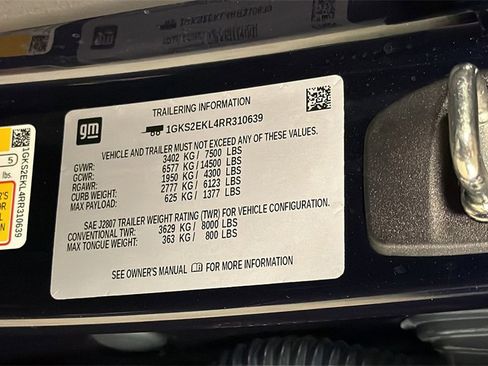 gm
TRAILERING INFORMATION
1GKS2EKL4RR310639
VEHICLE AND TRAILER MUST NOT EXCEED ANY OF THESE VALUES:
GVWR: 3402 KG / 7500 LBS
GCWR: 6577 KG / 14500 LBS
RGAWR: 1950 KG / 4300 LBS
CURB WEIGHT: 2777 KG / 6123 LBS
MAX PAYLOAD: 625 KG / 1377 LBS
SAE J2807 TRAILER WEIGHT RATING (TWR) FOR VEHICLE CONFIGURATION.
CONVENTIONAL TWR: 3629 KG / 8000 LBS
MAX TONGUE WEIGHT: 363 KG / 800 LBS
SEE OWNER'S MANUAL FOR MORE INFORMATION
5
lbs.
1GKS2EKL4RR310639